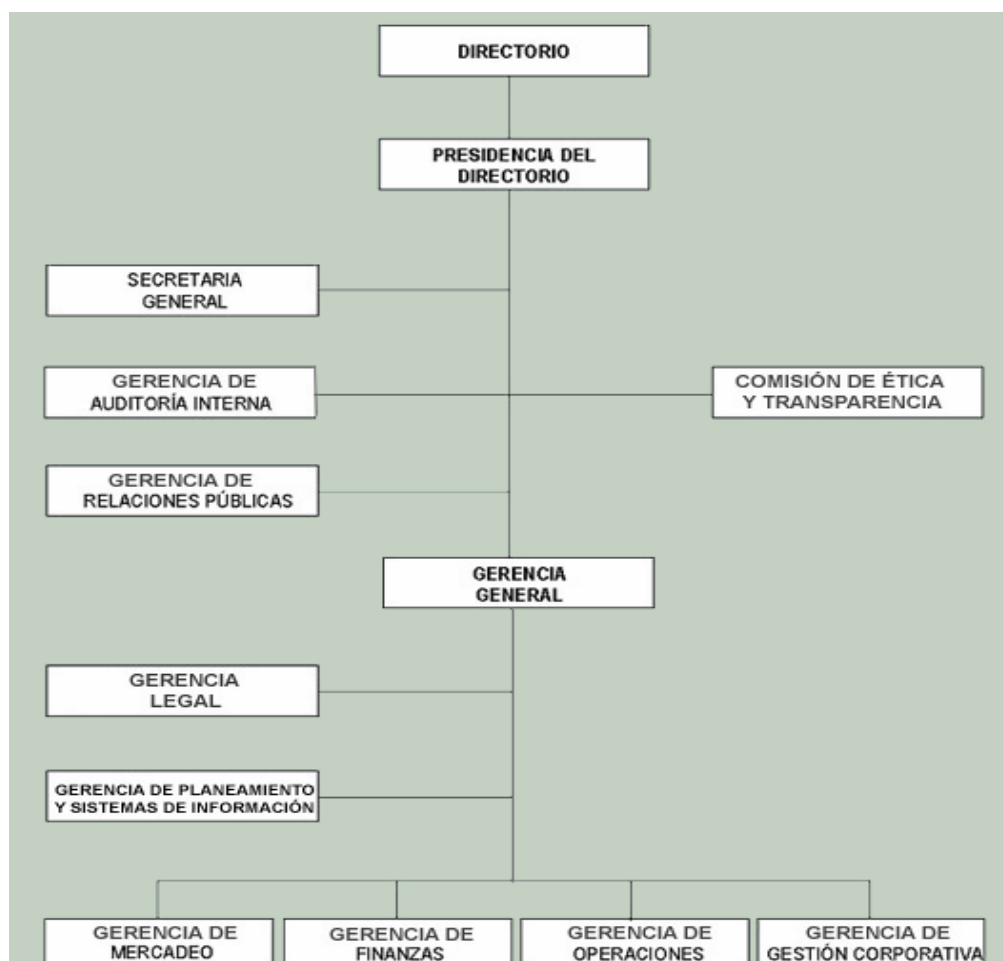 DIRECTORIO
PRESIDENCIA DEL
DIRECTORIO
SECRETARIA
GENERAL
GERENCIA DE
AUDITORÍA INTERNA
COMISIÓN DE ÉTICA
Y TRANSPARENCIA
GERENCIA DE
RELACIONES PÚBLICAS
GERENCIA
GENERAL
GERENCIA
LEGAL
GERENCIA DE PLANEAMIENTO
Y SISTEMAS DE INFORMACIÓN
GERENCIA DE
MERCADEO
GERENCIA DE
FINANZAS
GERENCIA DE
OPERACIONES
GERENCIA DE
GESTIÓN CORPORATIVA